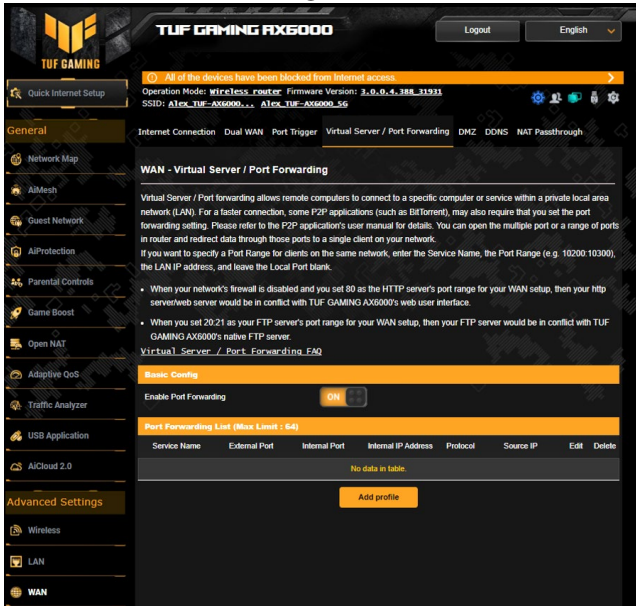 TUF GAMING
TUF GAMING AX6000
Logout
English
Quick Internet Setup
All of the devices have been blocked from Internet access.
Operation Mode: Wireless router Firmware Version: 3.0.0.4.388_31931
SSID: Alex_TUF-AX6000... Alex_TUF-AX6000_5G
General
Internet Connection Dual WAN Port Trigger Virtual Server / Port Forwarding DMZ DDNS NAT Passthrough
Network Map
AiMesh
Guest Network
AiProtection
Parental Controls
Game Boost
Open NAT
Adaptive QoS
Traffic Analyzer
USB Application
AiCloud 2.0
Advanced Settings
Wireless
LAN
WAN
WAN - Virtual Server / Port Forwarding
Virtual Server / Port forwarding allows remote computers to connect to a specific computer or service within a private local area
network (LAN). For a faster connection, some P2P applications (such as BitTorrent), may also require that you set the port
forwarding setting. Please refer to the P2P application's user manual for details. You can open the multiple port or a range of ports
in router and redirect data through those ports to a single client on your network.
If you want to specify a Port Range for clients on the same network, enter the Service Name, the Port Range (e.g. 10200:10300),
the LAN IP address, and leave the Local Port blank.
• When your network's firewall is disabled and you set 80 as the HTTP server's port range for your WAN setup, then your http
server/web server would be in conflict with TUF GAMING AX6000's web user interface.
• When you set 20:21 as your FTP server's port range for your WAN setup, then your FTP server would be in conflict with TUF
GAMING AX6000's native FTP server.
Virtual Server / Port Forwarding FAQ
Basic Config
Enable Port Forwarding ON
Port Forwarding List (Max Limit : 64)
Service Name External Port Internal Port Internal IP Address Protocol Source IP Edit Delete
No data in table.
Add profile